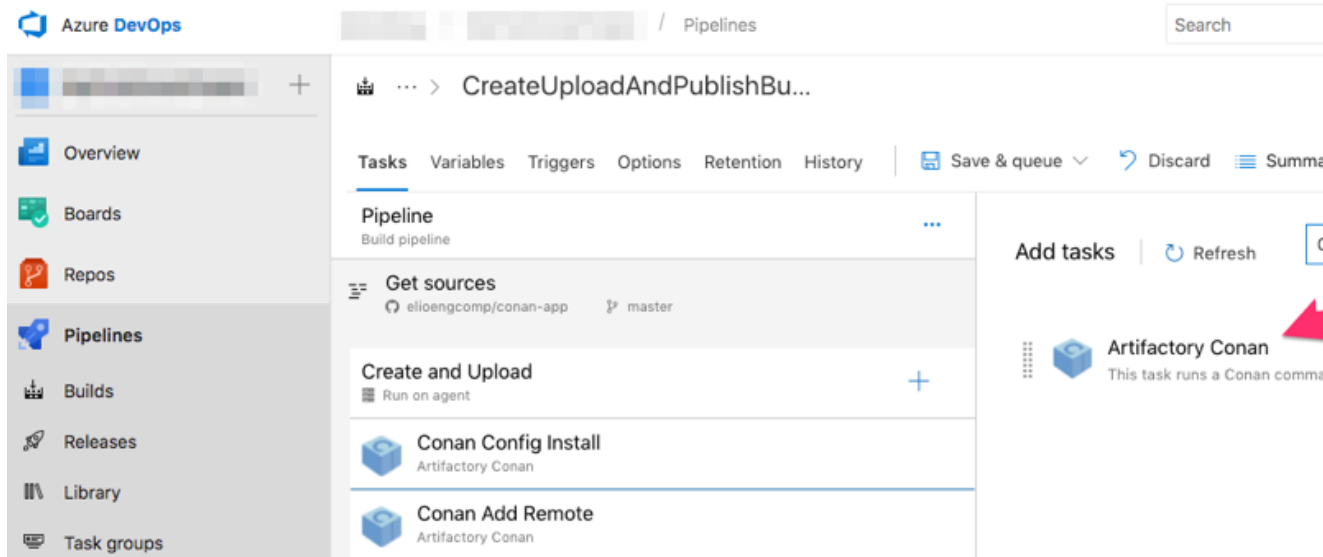 Azure DevOps
/ Pipelines
Search
+
... > CreateUploadAndPublishBu...
Overview
Tasks Variables Triggers Options Retention History Save & queue Discard Summa
Boards
Pipeline
Build pipeline
...
Add tasks Refresh
Repos
Get sources
elioengcomp/conan-app master
Pipelines
Artifactory Conan
This task runs a Conan comma
Create and Upload
Run on agent
+
Builds
Releases
Conan Config Install
Artifactory Conan
Library
Conan Add Remote
Artifactory Conan
Task groups